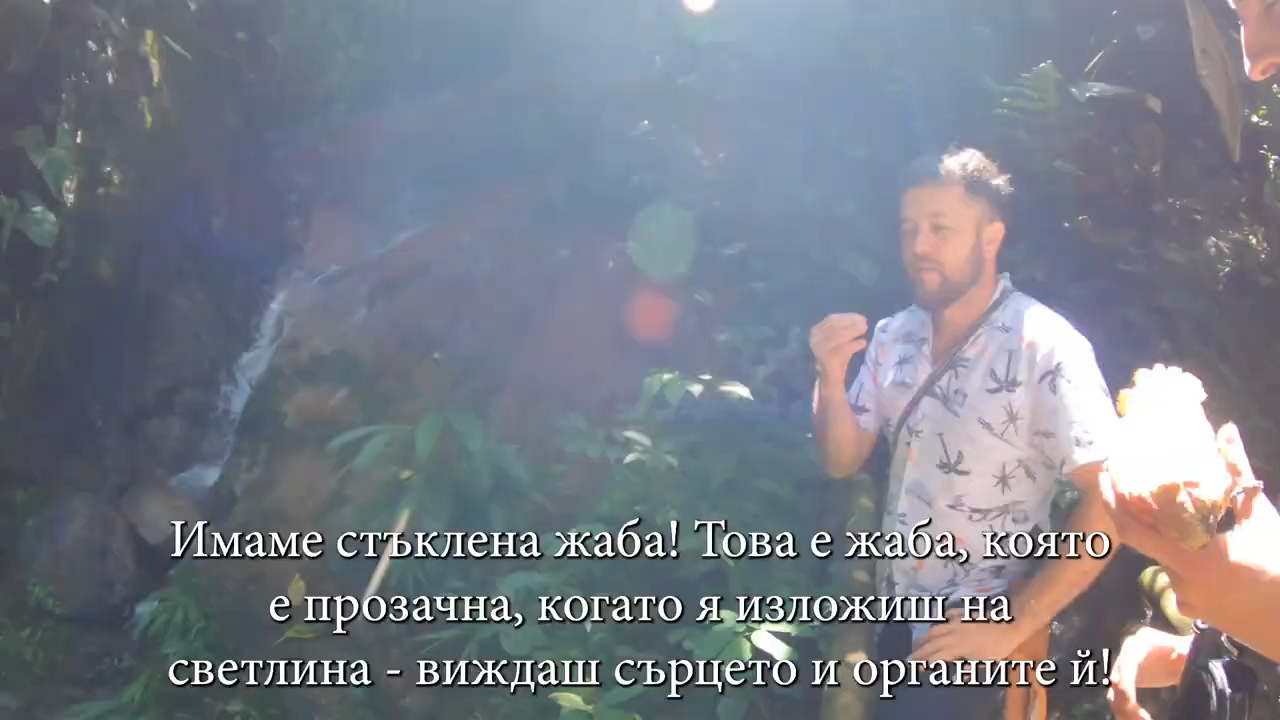 Имаме стъклена жаба! Това е жаба, която
е прозачна, когато я изложиш на
светлина - виждаш сърцето и органите й!